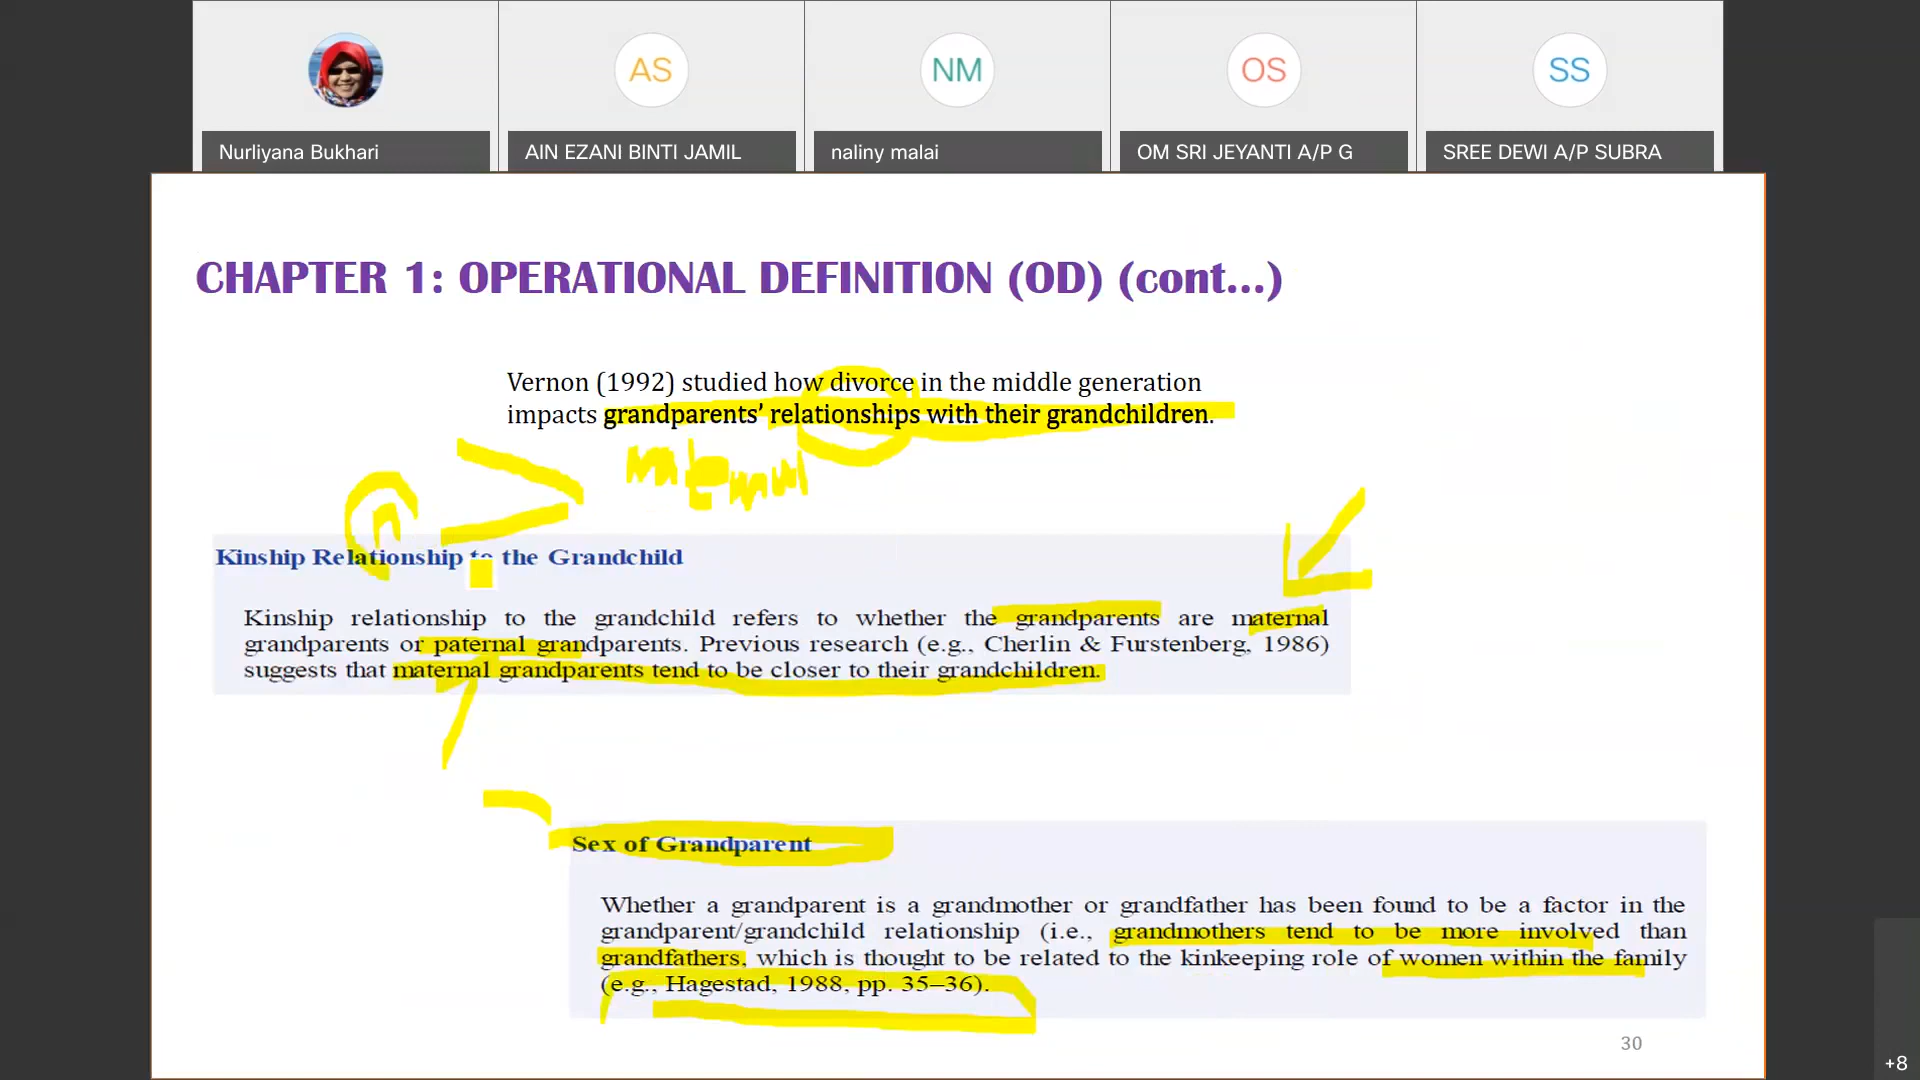 AS
NM
OS
SS
Nurliyana Bukhari
AIN EZANI BINTI JAMIL
naliny malai
OM SRI JEYANTI A/P G
SREE DEWI A/P SUBRA
CHAPTER 1: OPERATIONAL DEFINITION (OD) (cont...)
Vernon (1992) studied how divorce in the middle generation
impacts grandparents’ relationships with their grandchildren.
Kinship Relationship to the Grandchild
Kinship relationship to the grandchild refers to whether the grandparents are maternal
grandparents or paternal grandparents. Previous research (e.g., Cherlin & Furstenberg, 1986)
suggests that maternal grandparents tend to be closer to their grandchildren.
Sex of Grandparent
Whether a grandparent is a grandmother or grandfather has been found to be a factor in the
grandparent/grandchild relationship (i.e., grandmothers tend to be more involved than
grandfathers, which is thought to be related to the kinkeeping role of women within the family
(e.g., Hagestad, 1988, pp. 35–36).
30
+8